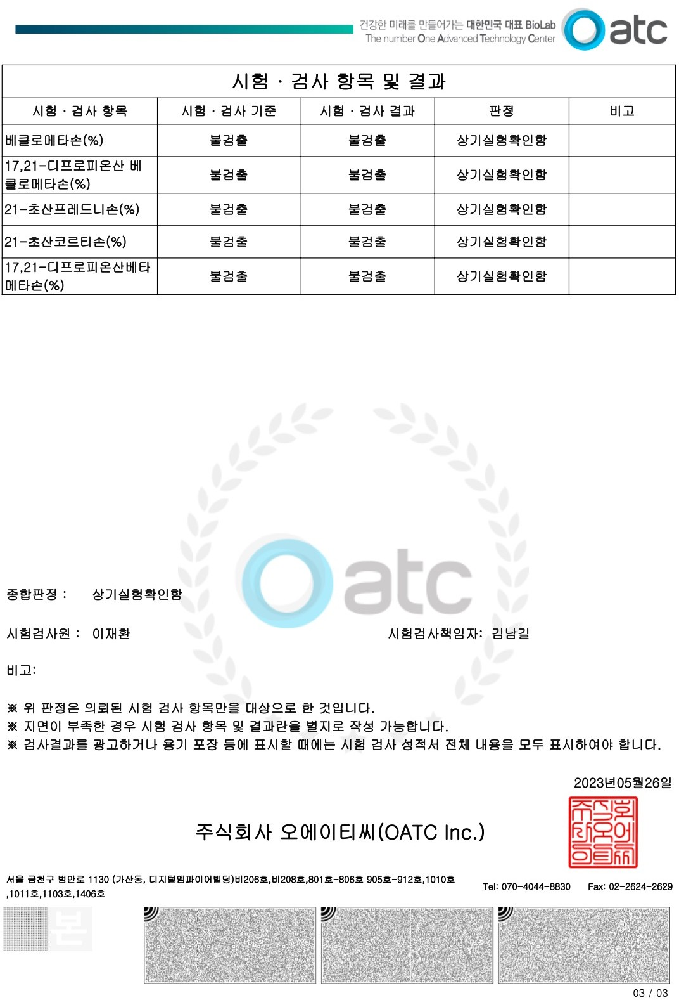 건강한 미래를 만들어가는 대한민국 대표 BioLab
The number One Advanced Technology Center
atc
시험 · 검사 항목 및 결과
시험 · 검사 항목 시험 · 검사 기준 시험 · 검사 결과 판정 비고
베클로메타손(%) 불검출 불검출 상기실험확인함
17,21-디프로피온산 베
클로메타손(%) 불검출 불검출 상기실험확인함
21-초산프레드니손(%) 불검출 불검출 상기실험확인함
21-초산코르티손(%) 불검출 불검출 상기실험확인함
17,21-디프로피온산베타
메타손(%) 불검출 불검출 상기실험확인함
atc
종합판정 : 상기실험확인함
시험검사원 : 이재환 시험검사책임자: 김남길
비고:
※ 위 판정은 의뢰된 시험 검사 항목만을 대상으로 한 것입니다.
※ 지면이 부족한 경우 시험 검사 항목 및 결과란을 별지로 작성 가능합니다.
※ 검사결과를 광고하거나 용기 포장 등에 표시할 때에는 시험 검사 성적서 전체 내용을 모두 표시하여야 합니다.
2023년05월26일
주식회사 오에이티씨(OATC Inc.)
서울 금천구 범안로 1130 (가산동, 디지털엠파이어빌딩)비206호,비208호,801호-806호 905호-912호,1010호
,1011호,1103호,1406호
Tel: 070-4044-8830 Fax: 02-2624-2629
원본
03 / 03